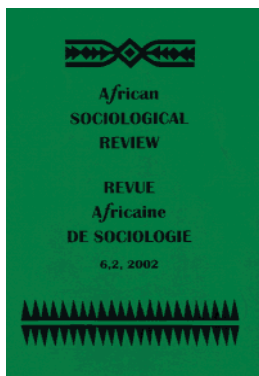 African
SOCIOLOGICAL
REVIEW
REVUE
Africaine
DE SOCIOLOGIE
6,2, 2002